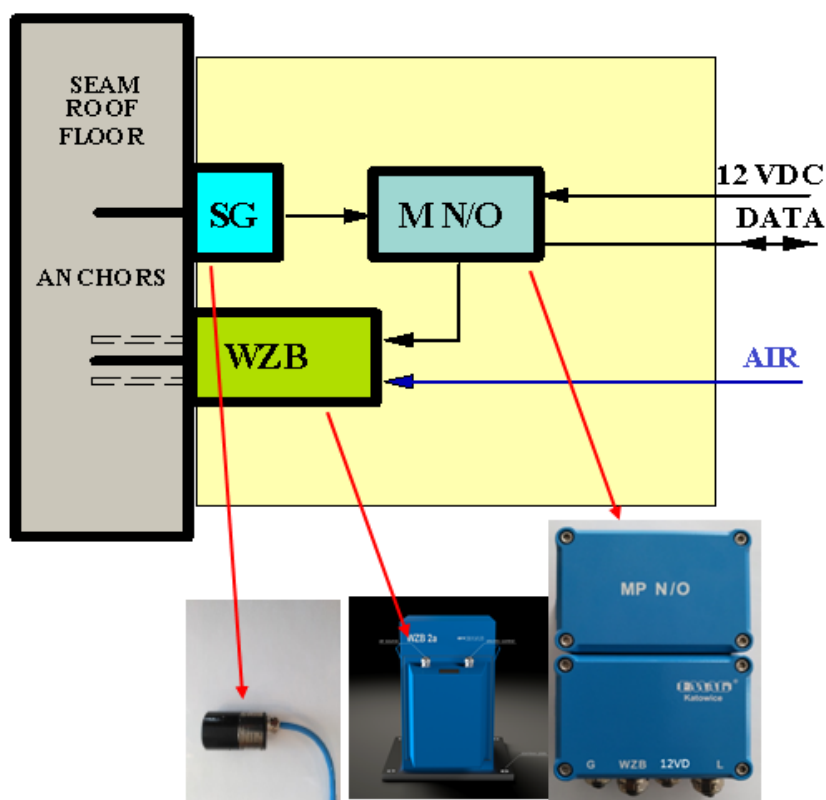 SEAM
ROOF
FLOOR
12 VDC
SG
M N/O
DATA
ANCHORS
WZB
AIR
WZB 2a
MP N/O
Katowice
G WZB 12VD L